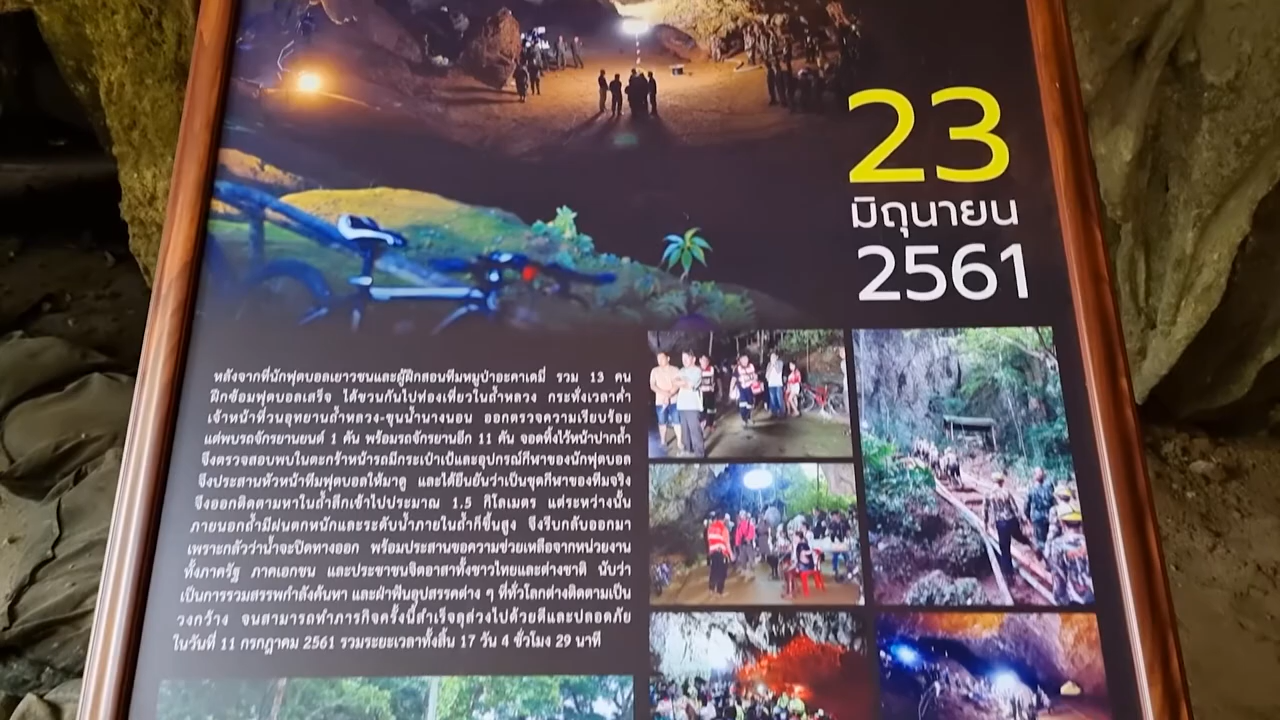 23
มิถุนายน
2561
หลังจากที่นักฟุตบอลเยาวชนและผู้ฝึกสอนทีมหมูป่าอะคาเดมี่ รวม 13 คน
ฝึกซ้อมฟุตบอลเสร็จ ได้ชวนกันไปท่องเที่ยวในถ้ำหลวง กระทั่งเวลาค่ำ
เจ้าหน้าที่วนอุทยานถ้ำหลวง-ขุนน้ำนางนอน ออกตรวจความเรียบร้อย
แต่พบรถจักรยานยนต์ 1 คัน พร้อมรถจักรยานอีก 11 คัน จอดทิ้งไว้หน้าปากถ้ำ
จึงตรวจสอบพบในตะกร้าหน้ารถมีกระเป๋าเป้และอุปกรณ์กีฬาของนักฟุตบอล
จึงประสานหัวหน้าทีมฟุตบอลให้มาดู และได้ยืนยันว่าเป็นชุดกีฬาของทีมจริง
จึงออกติดตามหาในถ้ำลึกเข้าไปประมาณ 1.5 กิโลเมตร แต่ระหว่างนั้น
ภายนอกถ้ำมีฝนตกหนักและระดับน้ำภายในถ้ำก็ขึ้นสูง จึงรีบกลับออกมา
เพราะกลัวว่าน้ำจะปิดทางออก พร้อมประสานขอความช่วยเหลือจากหน่วยงาน
ทั้งภาครัฐ ภาคเอกชน และประชาชนจิตอาสาทั้งชาวไทยและต่างชาติ นับว่า
เป็นการรวมสรรพกำลังค้นหา และฝ่าฟันอุปสรรคต่าง ๆ ที่ทั่วโลกต่างติดตามเป็น
วงกว้าง จนสามารถทำภารกิจครั้งนี้สำเร็จลุล่วงไปด้วยดีและปลอดภัย
ในวันที่ 11 กรกฎาคม 2561 รวมระยะเวลาทั้งสิ้น 17 วัน 4 ชั่วโมง 29 นาที